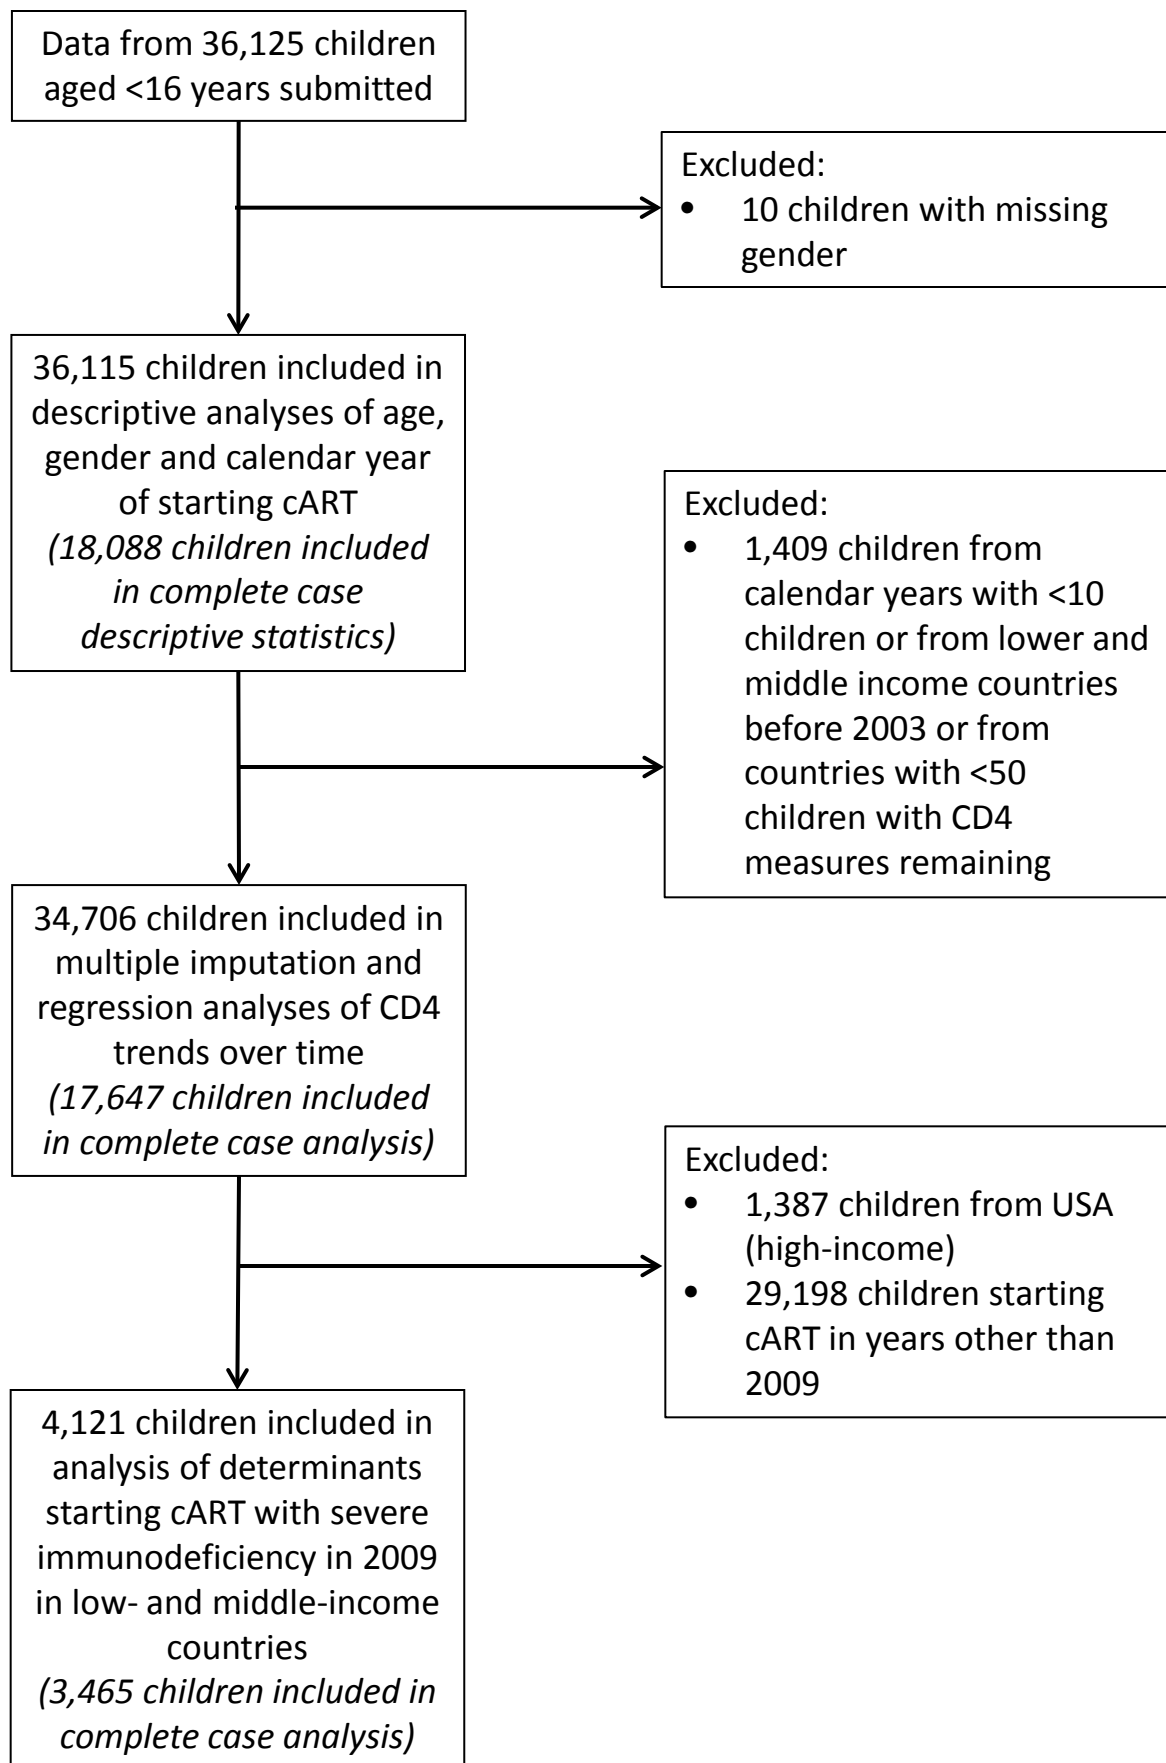 Data from 36,125 children
aged <16 years submitted
Excluded:
• 10 children with missing
gender
36,115 children included in
descriptive analyses of age,
gender and calendar year
of starting cART
(18,088 children included
in complete case
descriptive statistics)
Excluded:
• 1,409 children from
calendar years with <10
children or from lower and
middle income countries
before 2003 or from
countries with <50
children with CD4
measures remaining
34,706 children included in
multiple imputation and
regression analyses of CD4
trends over time
(17,647 children included
in complete case analysis)
Excluded:
• 1,387 children from USA
(high-income)
• 29,198 children starting
cART in years other than
2009
4,121 children included in
analysis of determinants
starting cART with severe
immunodeficiency in 2009
in low- and middle-income
countries
(3,465 children included in
complete case analysis)